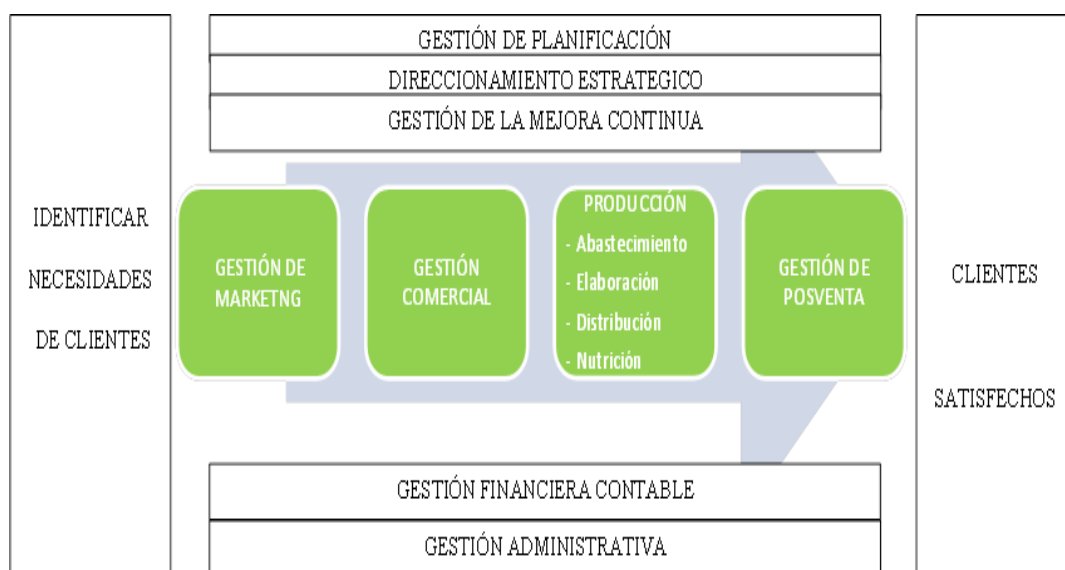 GESTIÓN DE PLANIFICACIÓN
DIRECCIONAMIENTO ESTRATEGICO
GESTIÓN DE LA MEJORA CONTINUA
IDENTIFICAR
NECESIDADES
DE CLIENTES
GESTIÓN DE
MARKETNG
GESTIÓN
COMERCIAL
PRODUCCIÓN
- Abastecimiento
- Elaboración
- Distribución
- Nutrición
GESTIÓN DE
POSVENTA
CLIENTES
SATISFECHOS
GESTIÓN FINANCIERA CONTABLE
GESTIÓN ADMINISTRATIVA